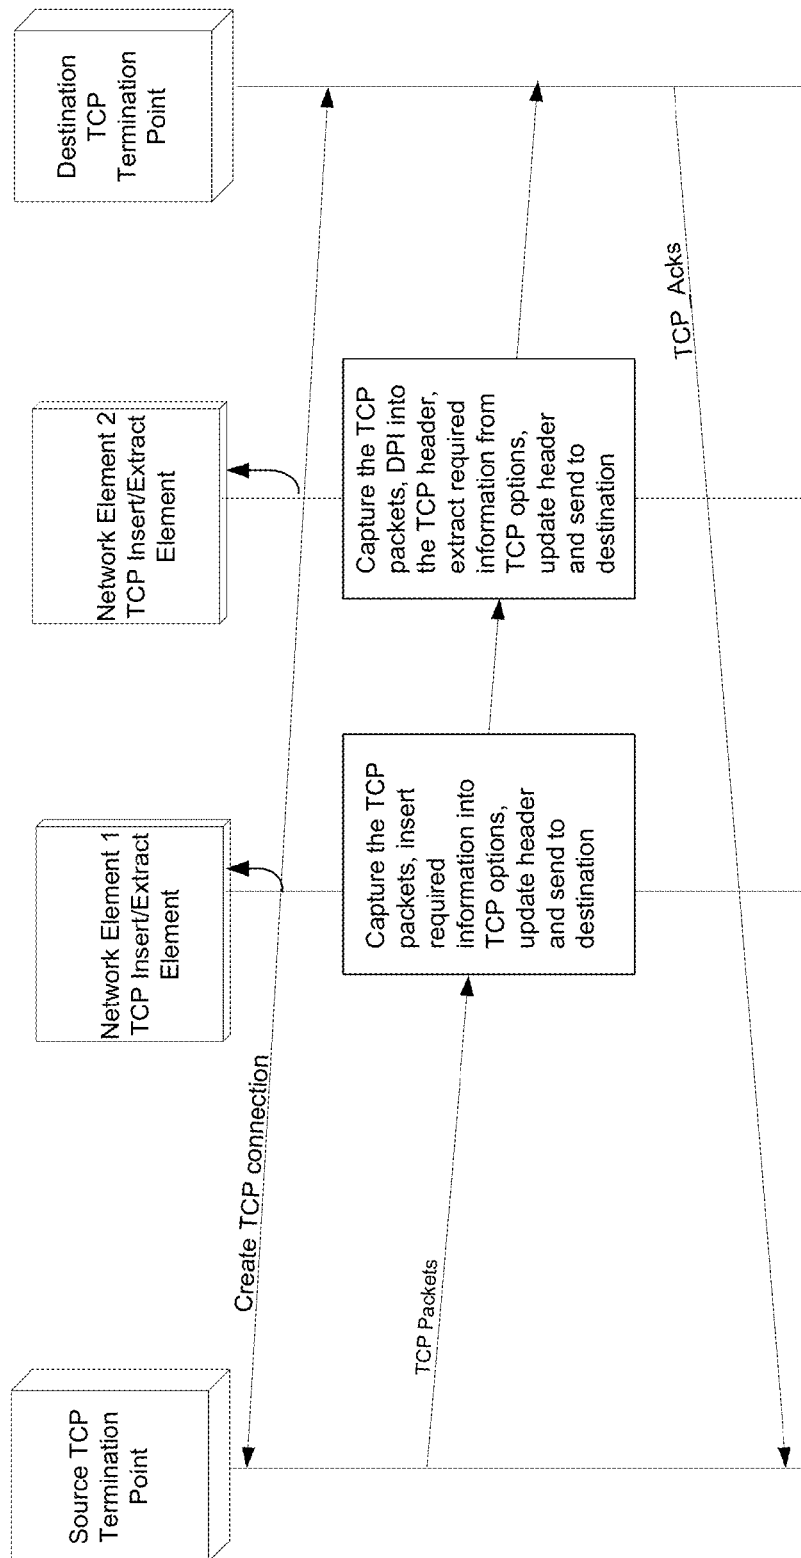 Source TCP
Termination
Point
Network Element 1
TCP Insert/Extract
Element
Network Element 2
TCP Insert/Extract
Element
Destination
TCP
Termination
Point
Create TCP connection
TCP Packets
Capture the TCP
packets, insert
required
information into
TCP options,
update header
and send to
destination
Capture the TCP
packets, DPI into
the TCP header,
extract required
information from
TCP options,
update header
and send to
destination
TCP Acks